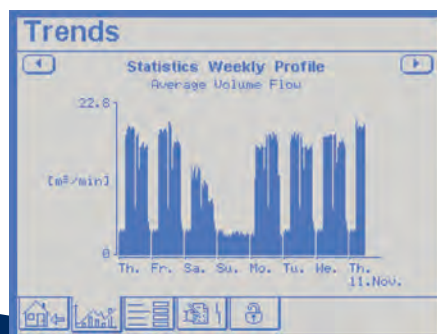 Trends
Statistics Weekly Profile
Average Volume Flow
22.8
[m³/min]
0
Th. Fr. Sa. Su. Mo. Tu. We. Th.
11.Nov.